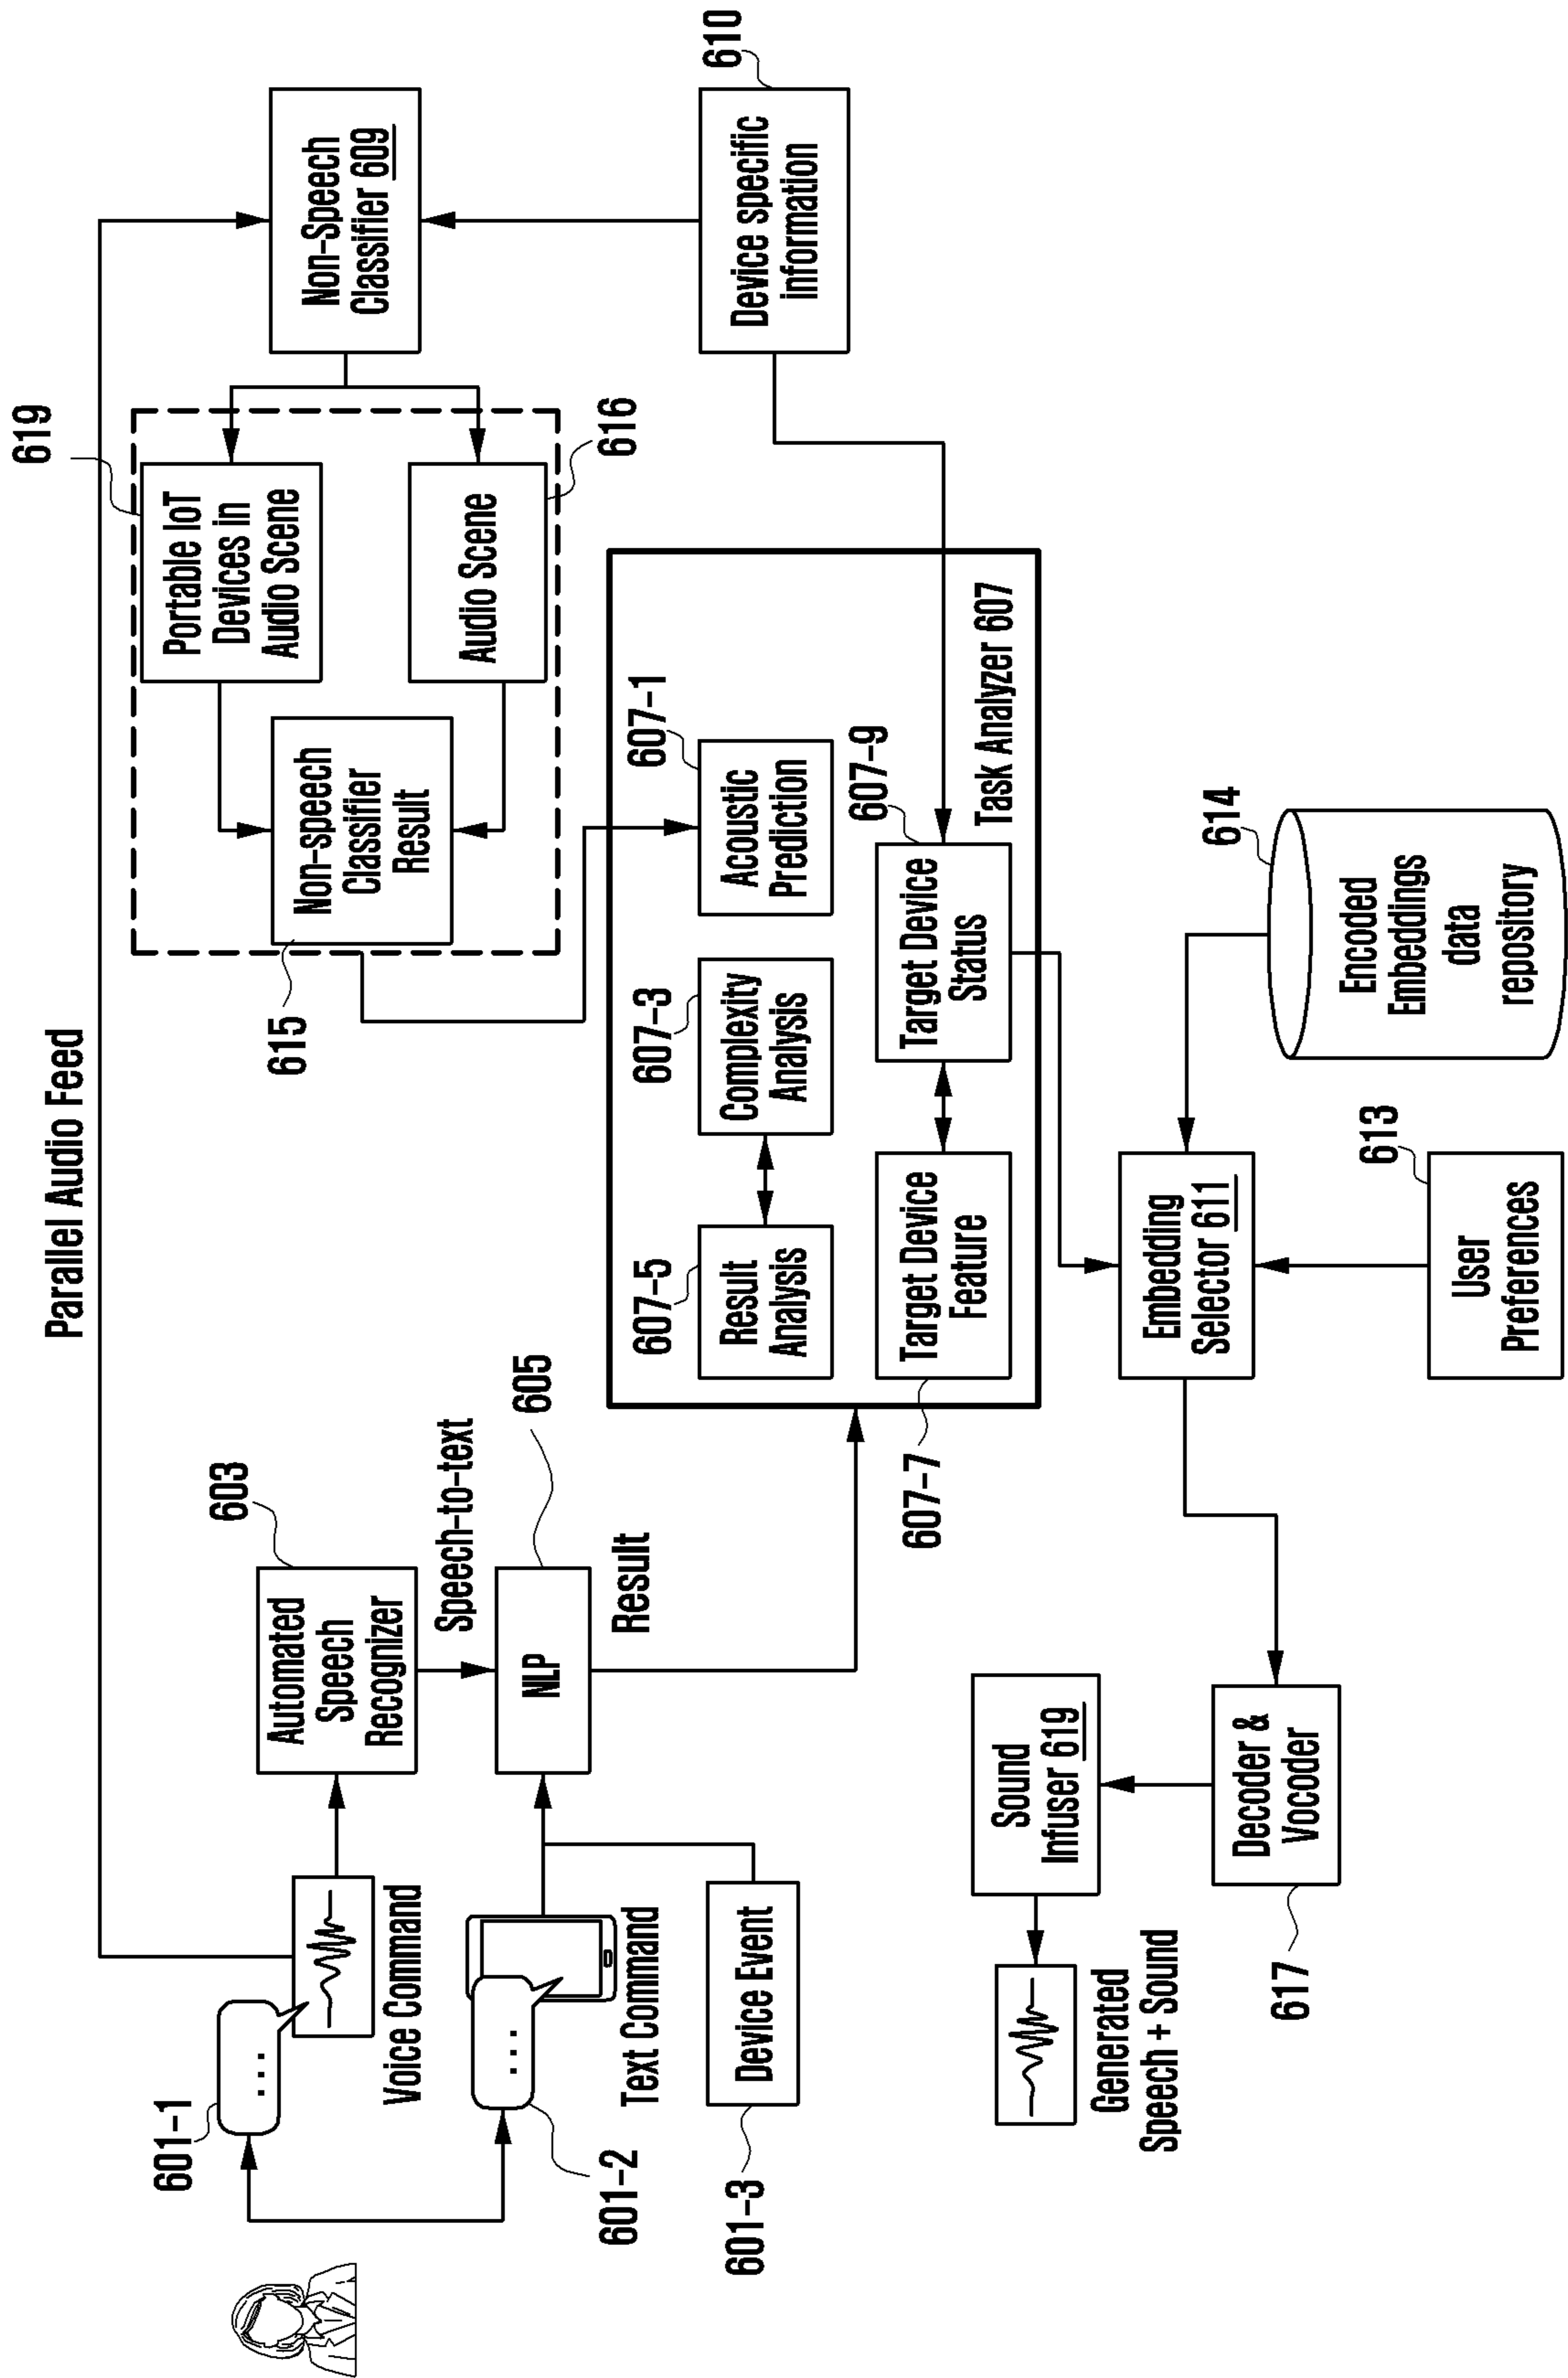 Parallel Audio Feed
601-1
Voice Command
601-2
Text Command
601-3
Device Event
603
Automated
Speech
Recognizer
Speech-to-text
605
NLP
Result
619
Portable IoT
Devices in
Audio Scene
Non-speech
Classifier
Result
615
Audio Scene
616
Non-Speech
Classifier 609
610
Device specific
information
607-5
Result
Analysis
607-3
Complexity
Analysis
607-1
Acoustic
Prediction
607-7
Target Device
Feature
607-9
Target Device
Status
Task Analyzer 607
Embedding
Selector 611
613
User
Preferences
614
Encoded
Embeddings
data
repository
Generated
Speech + Sound
Sound
Infuser 619
Decoder &
Vocoder
617
...
...